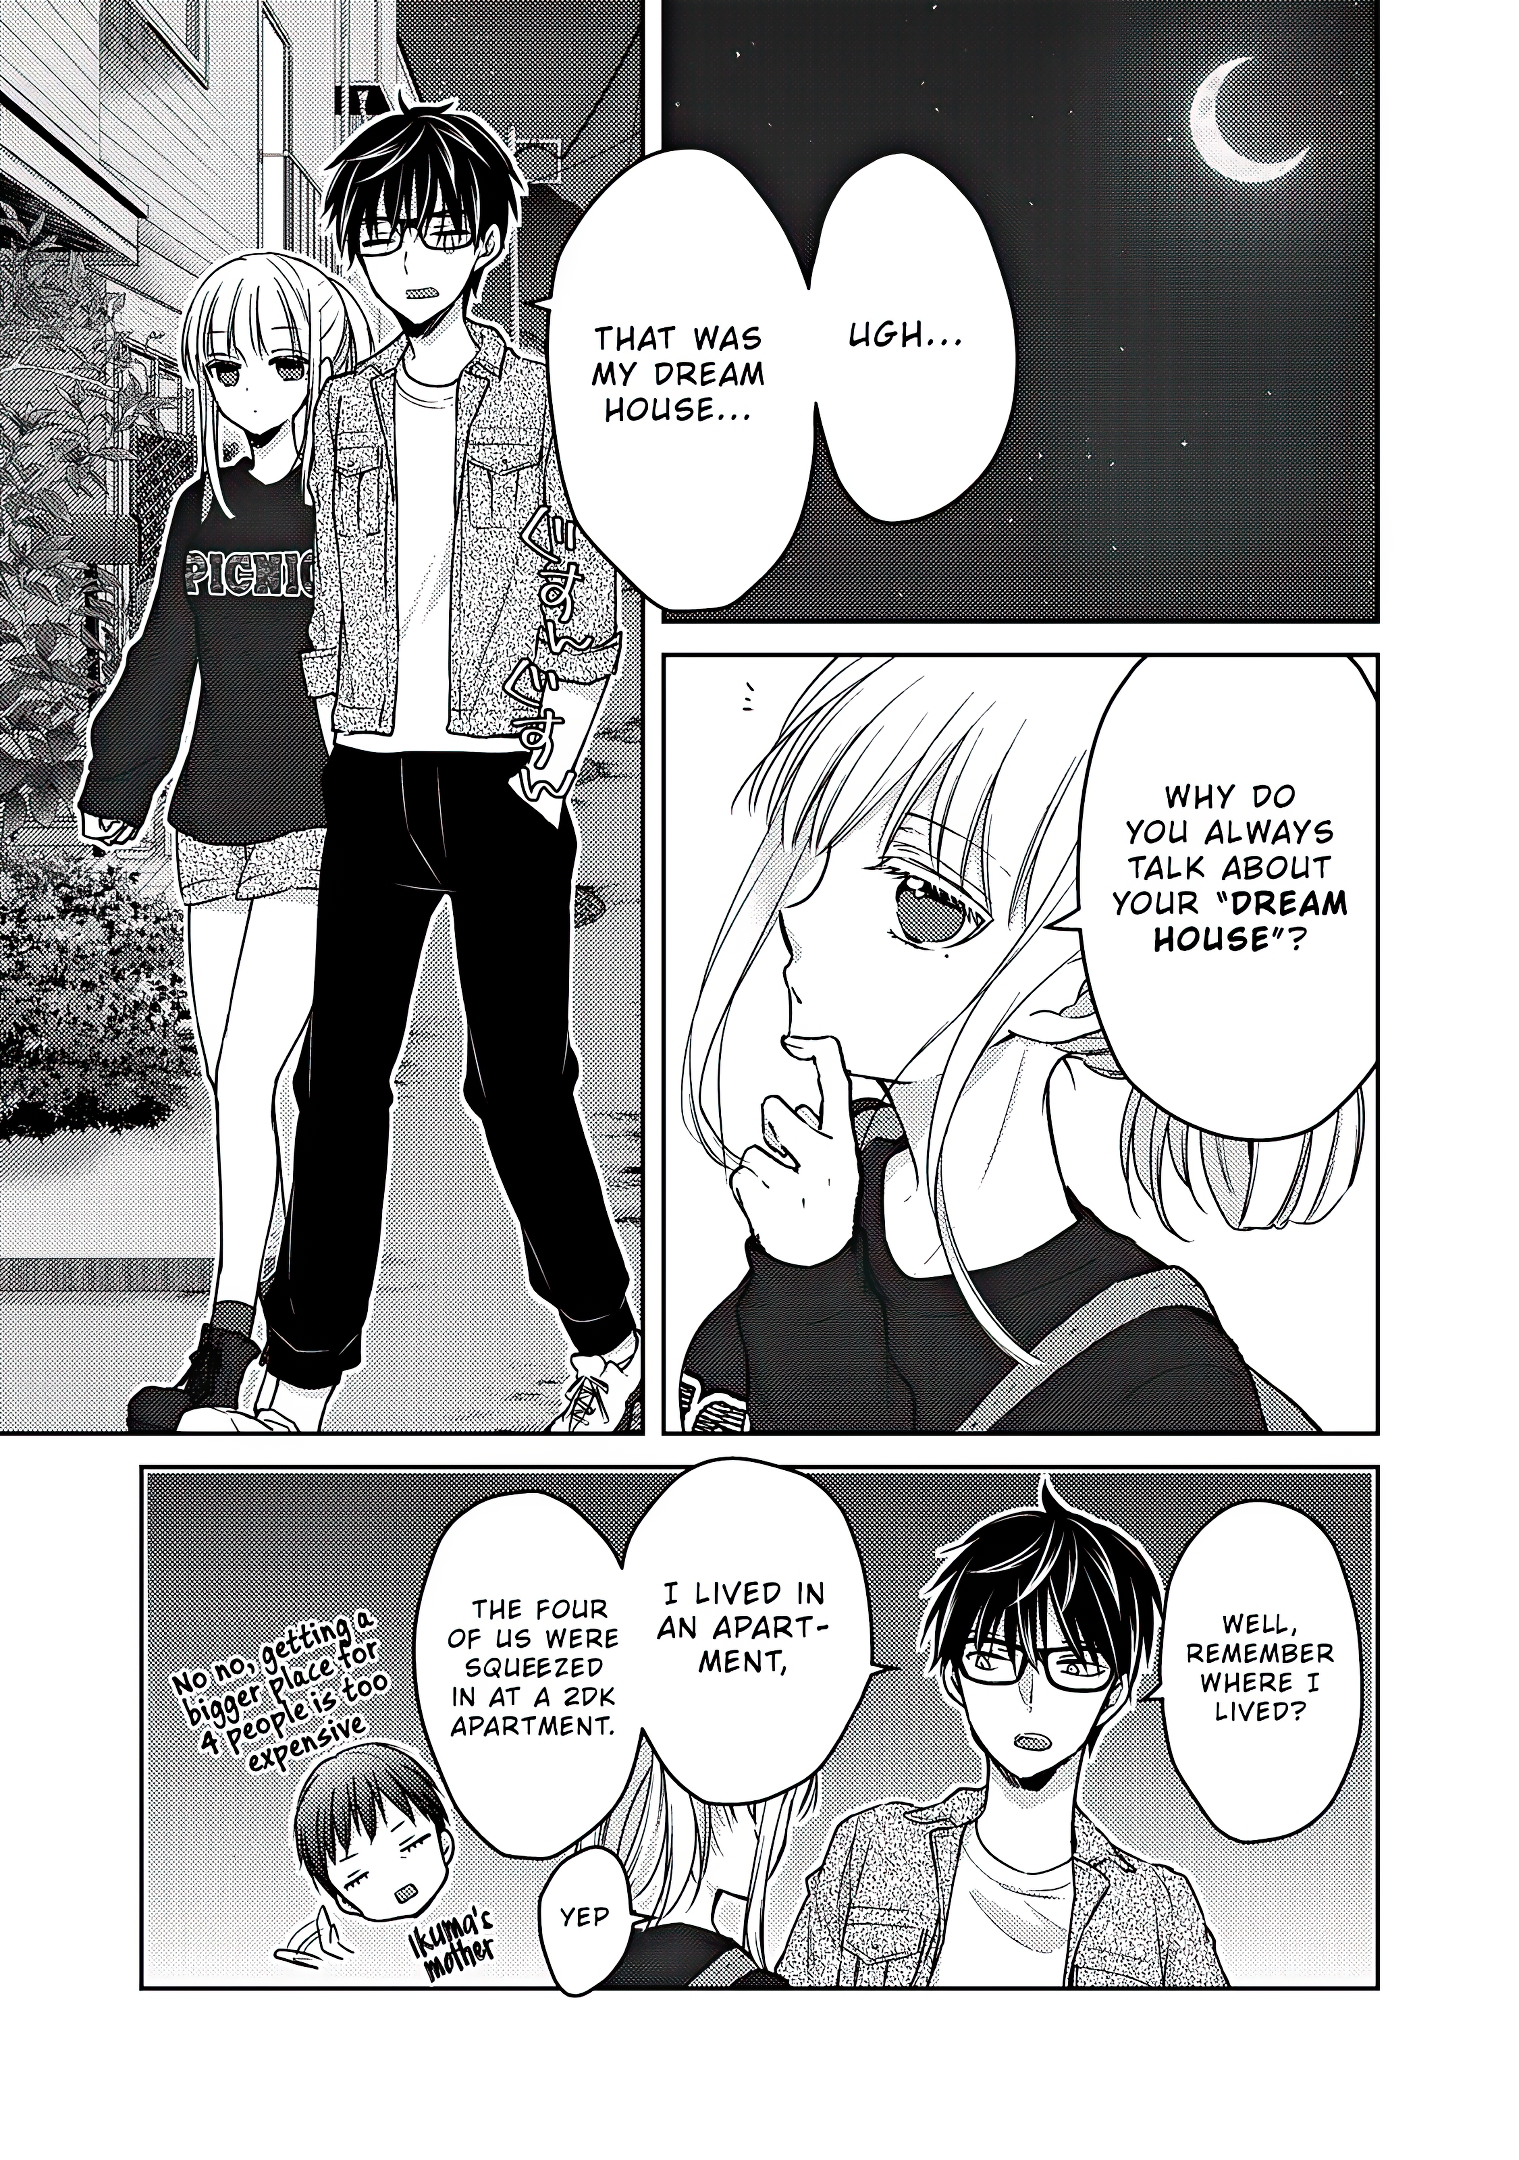 UGH...
THAT WAS
MY DREAM
HOUSE...
PICNIC
ぐすん
ぐすん
WHY DO
YOU ALWAYS
TALK ABOUT
YOUR "DREAM
HOUSE"?
WELL,
REMEMBER
WHERE I
LIVED?
I LIVED IN
AN APART-
MENT,
THE FOUR
OF US WERE
SQUEEZED
IN AT A 2DK
APARTMENT.
YEP
No no, getting a
bigger place for
4 people is too
expensive
Ikuma's
mother